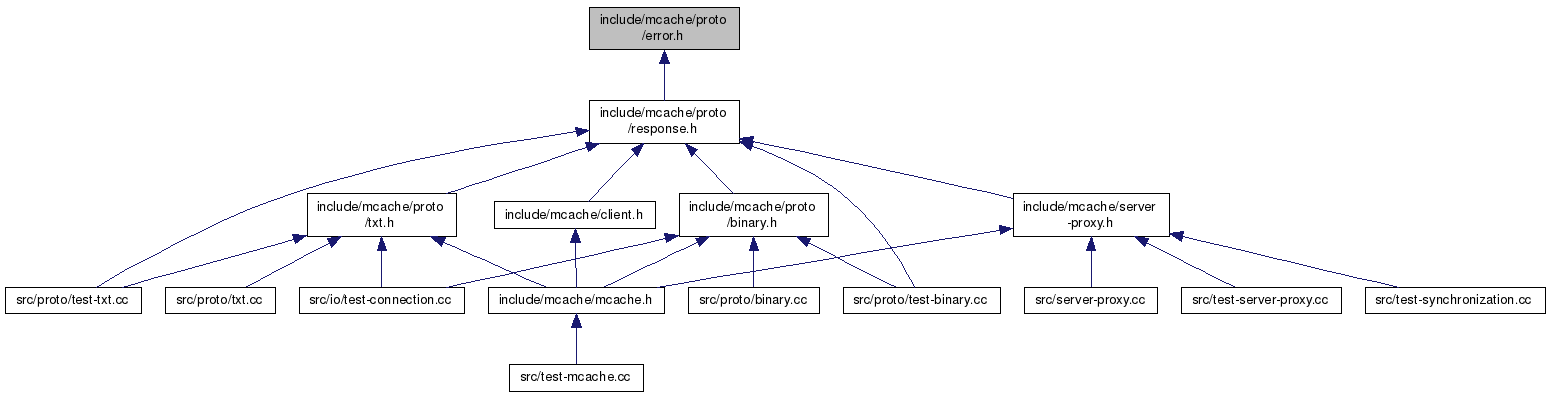 include/mcache/proto
/error.h
include/mcache/proto
/response.h
include/mcache/proto
/txt.h
include/mcache/client.h
include/mcache/proto
/binary.h
include/mcache/server
-proxy.h
src/proto/test-txt.cc
src/proto/txt.cc
src/io/test-connection.cc
include/mcache/mcache.h
src/proto/binary.cc
src/proto/test-binary.cc
src/server-proxy.cc
src/test-server-proxy.cc
src/test-synchronization.cc
src/test-mcache.cc